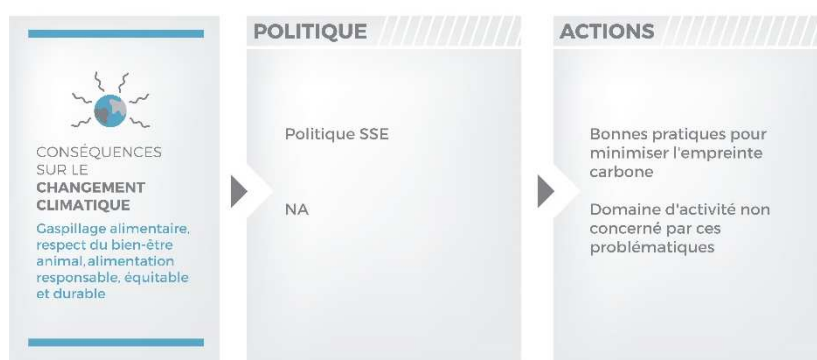 CONSÉQUENCES
SUR LE
CHANGEMENT
CLIMATIQUE
Gaspillage alimentaire,
respect du bien-être
animal, alimentation
responsable, équitable
et durable
POLITIQUE
Politique SSE
NA
ACTIONS
Bonnes pratiques pour
minimiser l'empreinte
carbone
Domaine d'activité non
concerné par ces
problématiques